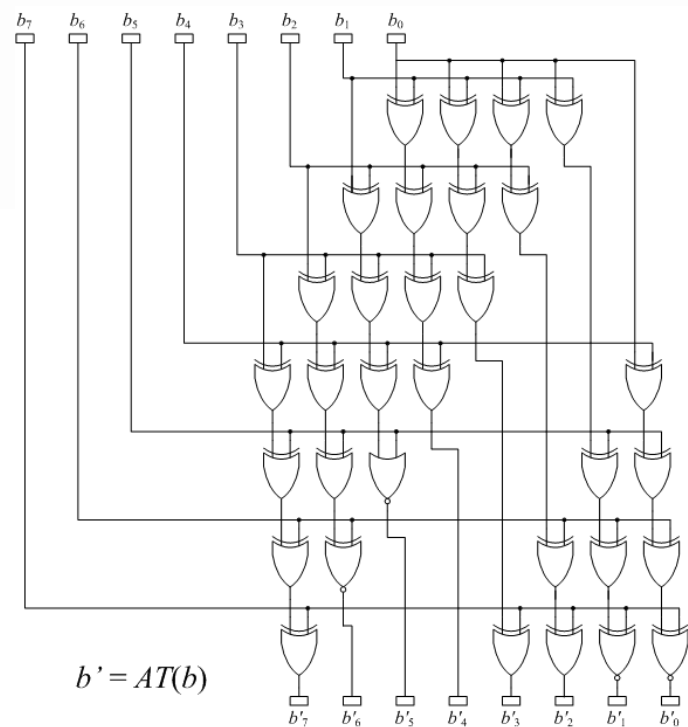 b₇ b₆ b₅ b₄ b₃ b₂ b₁ b₀
b’ = AT(b)
b'₇ b'₆ b'₅ b'₄ b'₃ b'₂ b'₁ b'₀